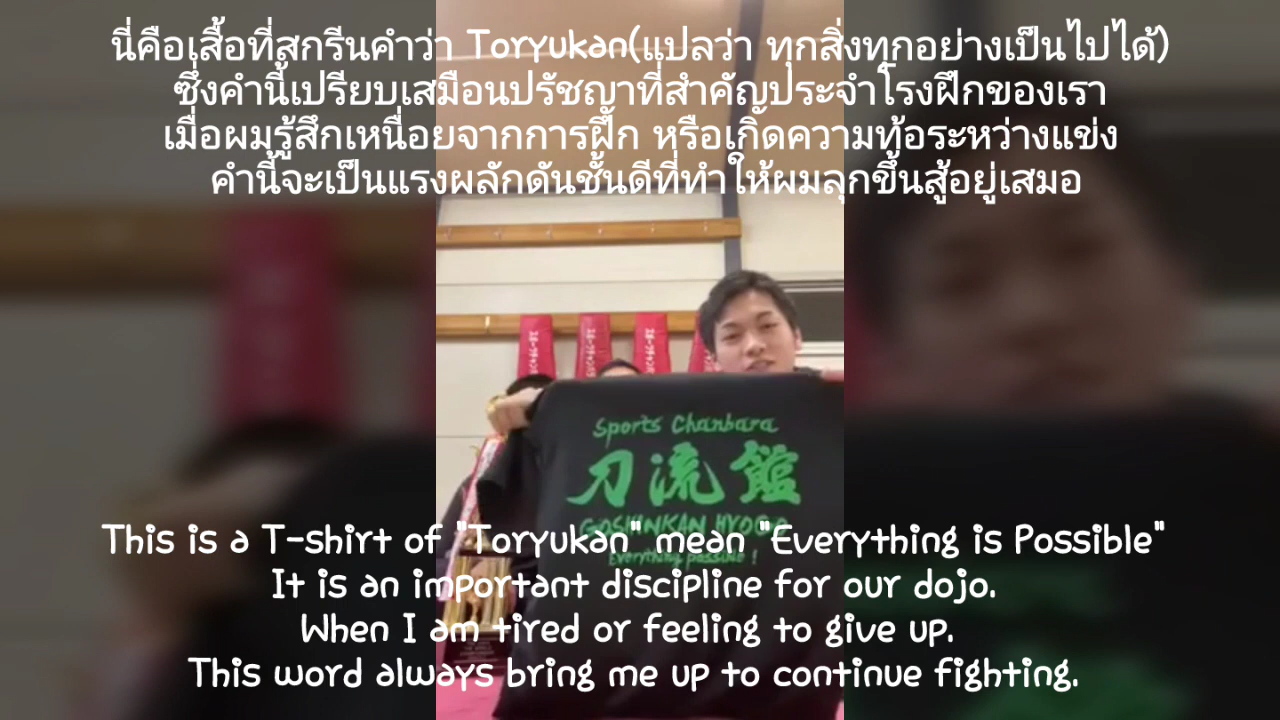 นี่คือเสื้อที่สกรีนคำว่า Toryukan(แปลว่า ทุกสิ่งทุกอย่างเป็นไปได้)
ซึ่งคำนี้เปรียบเสมือนปรัชญาที่สำคัญประจำโรงฝึกของเรา
เมื่อผมรู้สึกเหนื่อยจากการฝึก หรือเกิดความท้อระหว่างแข่ง
คำนี้จะเป็นแรงผลักดันชั้นดีที่ทำให้ผมลุกขึ้นสู้อยู่เสมอ
Sports Chanbara
刀流館
GOSHINKAN HYOGO
Everything possible !
This is a T-shirt of "Toryukan" mean "Everything is Possible"
It is an important discipline for our dojo.
When I am tired or feeling to give up.
This word always bring me up to continue fighting.